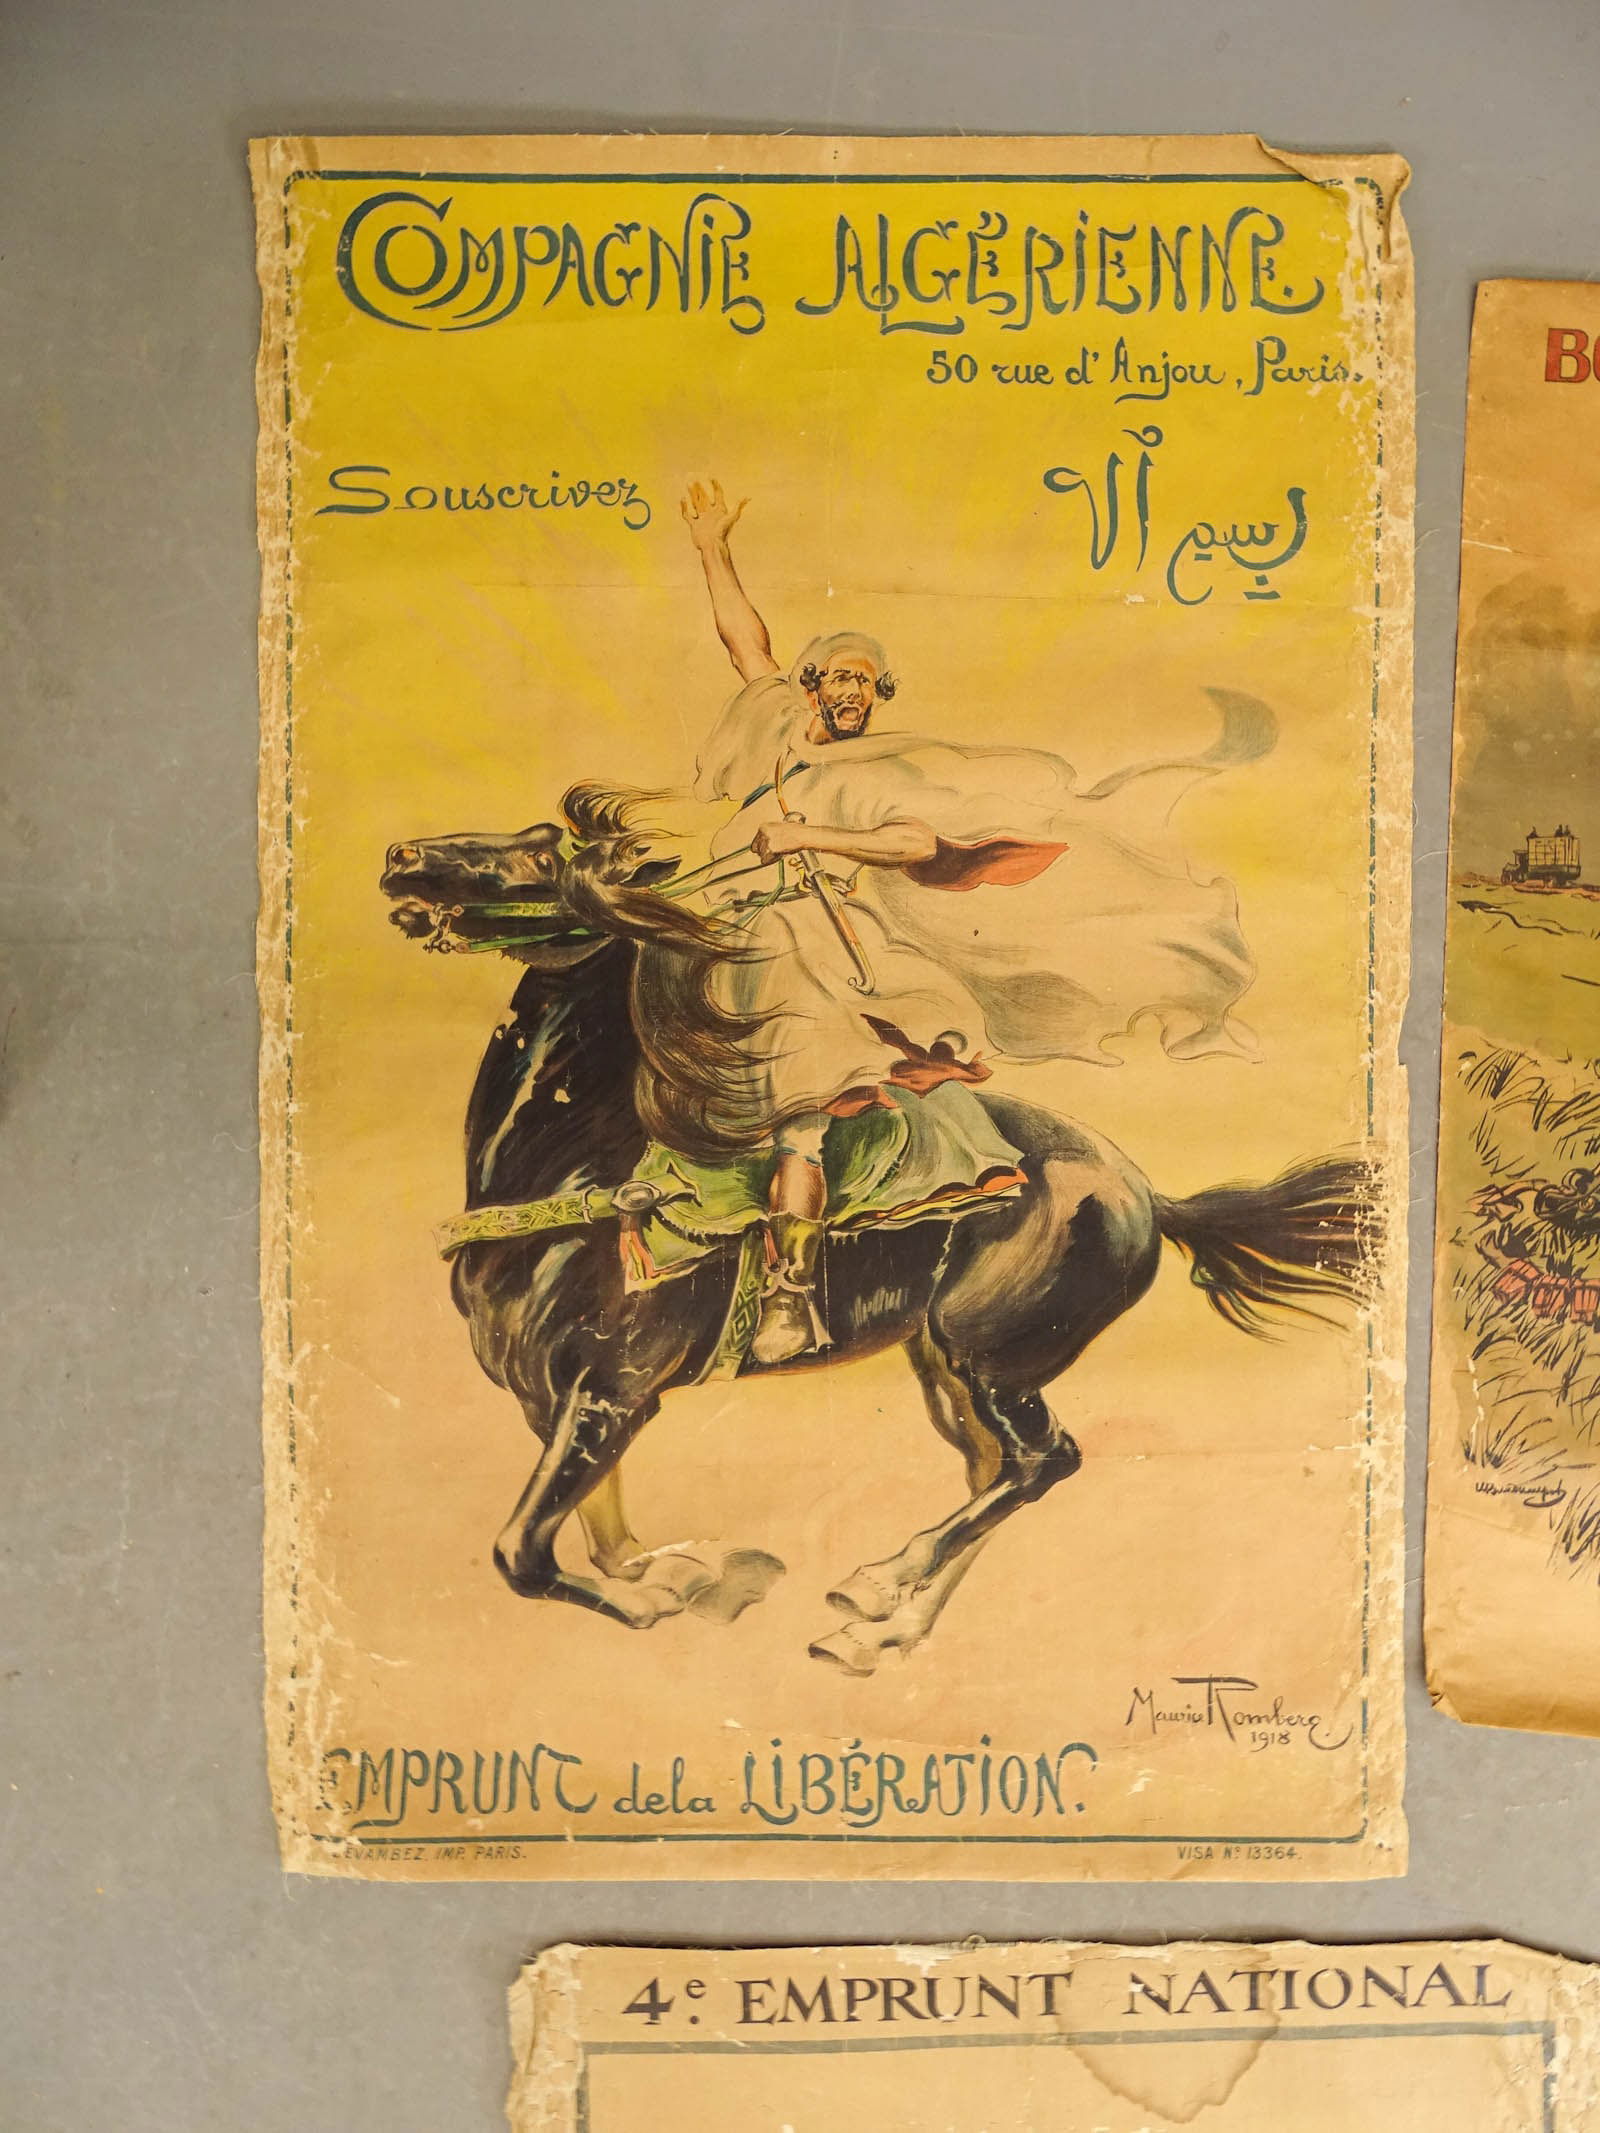 COMPAGNIE ALGÉRIENNE.
50 rue d'Anjou, Paris.
Souscrivez
EMPRUNT de la LIBÉRATION.
Maurice Romberg.
1918
DEVAMBEZ. IMP. PARIS.
VISA Nº 13364.
4e. EMPRUNT NATIONAL